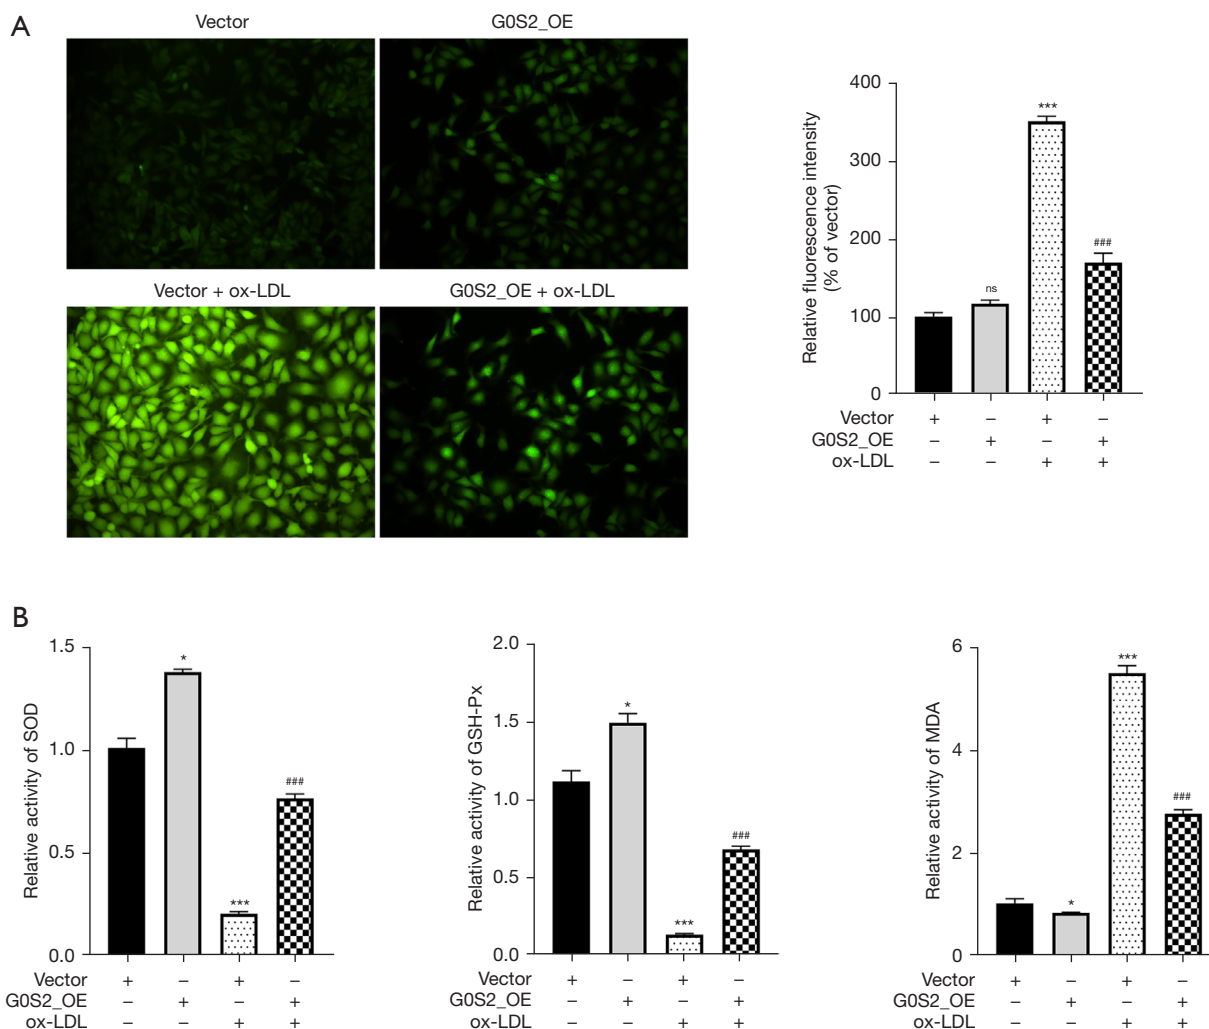 A
Vector
G0S2_OE
Vector + ox-LDL
G0S2_OE + ox-LDL
Relative fluorescence intensity
(% of vector)
400
300
200
100
0
ns
***
###
Vector + – + –
G0S2_OE – + – +
ox-LDL – – + +
B
Relative activity of SOD
1.5
1.0
0.5
0.0
*
***
###
Vector + – + –
G0S2_OE – + – +
ox-LDL – – + +
Relative activity of GSH-Px
2.0
1.5
1.0
0.5
0.0
*
***
###
Vector + – + –
G0S2_OE – + – +
ox-LDL – – + +
Relative activity of MDA
6
4
2
0
*
***
###
Vector + – + –
G0S2_OE – + – +
ox-LDL – – + +